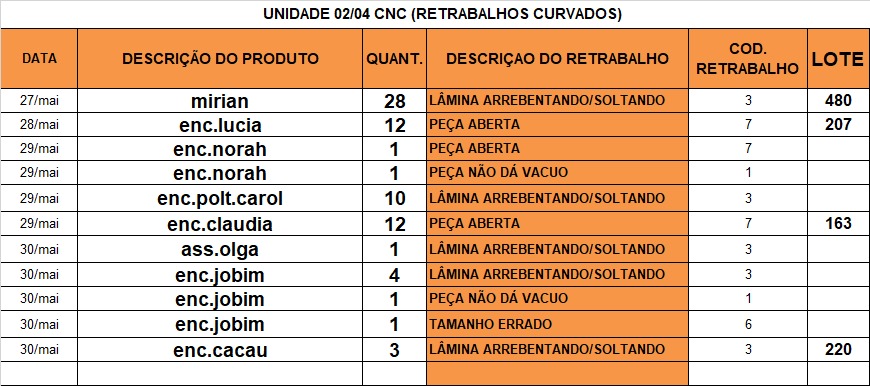 UNIDADE 02/04 CNC (RETRABALHOS CURVADOS)
DATA DESCRIÇÃO DO PRODUTO QUANT. DESCRIÇAO DO RETRABALHO COD. RETRABALHO LOTE
27/mai mirian 28 LÂMINA ARREBENTANDO/SOLTANDO 3 480
28/mai enc.lucia 12 PEÇA ABERTA 7 207
29/mai enc.norah 1 PEÇA ABERTA 7
29/mai enc.norah 1 PEÇA NÃO DÁ VACUO 1
29/mai enc.polt.carol 10 LÂMINA ARREBENTANDO/SOLTANDO 3
29/mai enc.claudia 12 PEÇA ABERTA 7 163
30/mai ass.olga 1 LÂMINA ARREBENTANDO/SOLTANDO 3
30/mai enc.jobim 4 LÂMINA ARREBENTANDO/SOLTANDO 3
30/mai enc.jobim 1 PEÇA NÃO DÁ VACUO 1
30/mai enc.jobim 1 TAMANHO ERRADO 6
30/mai enc.cacau 3 LÂMINA ARREBENTANDO/SOLTANDO 3 220